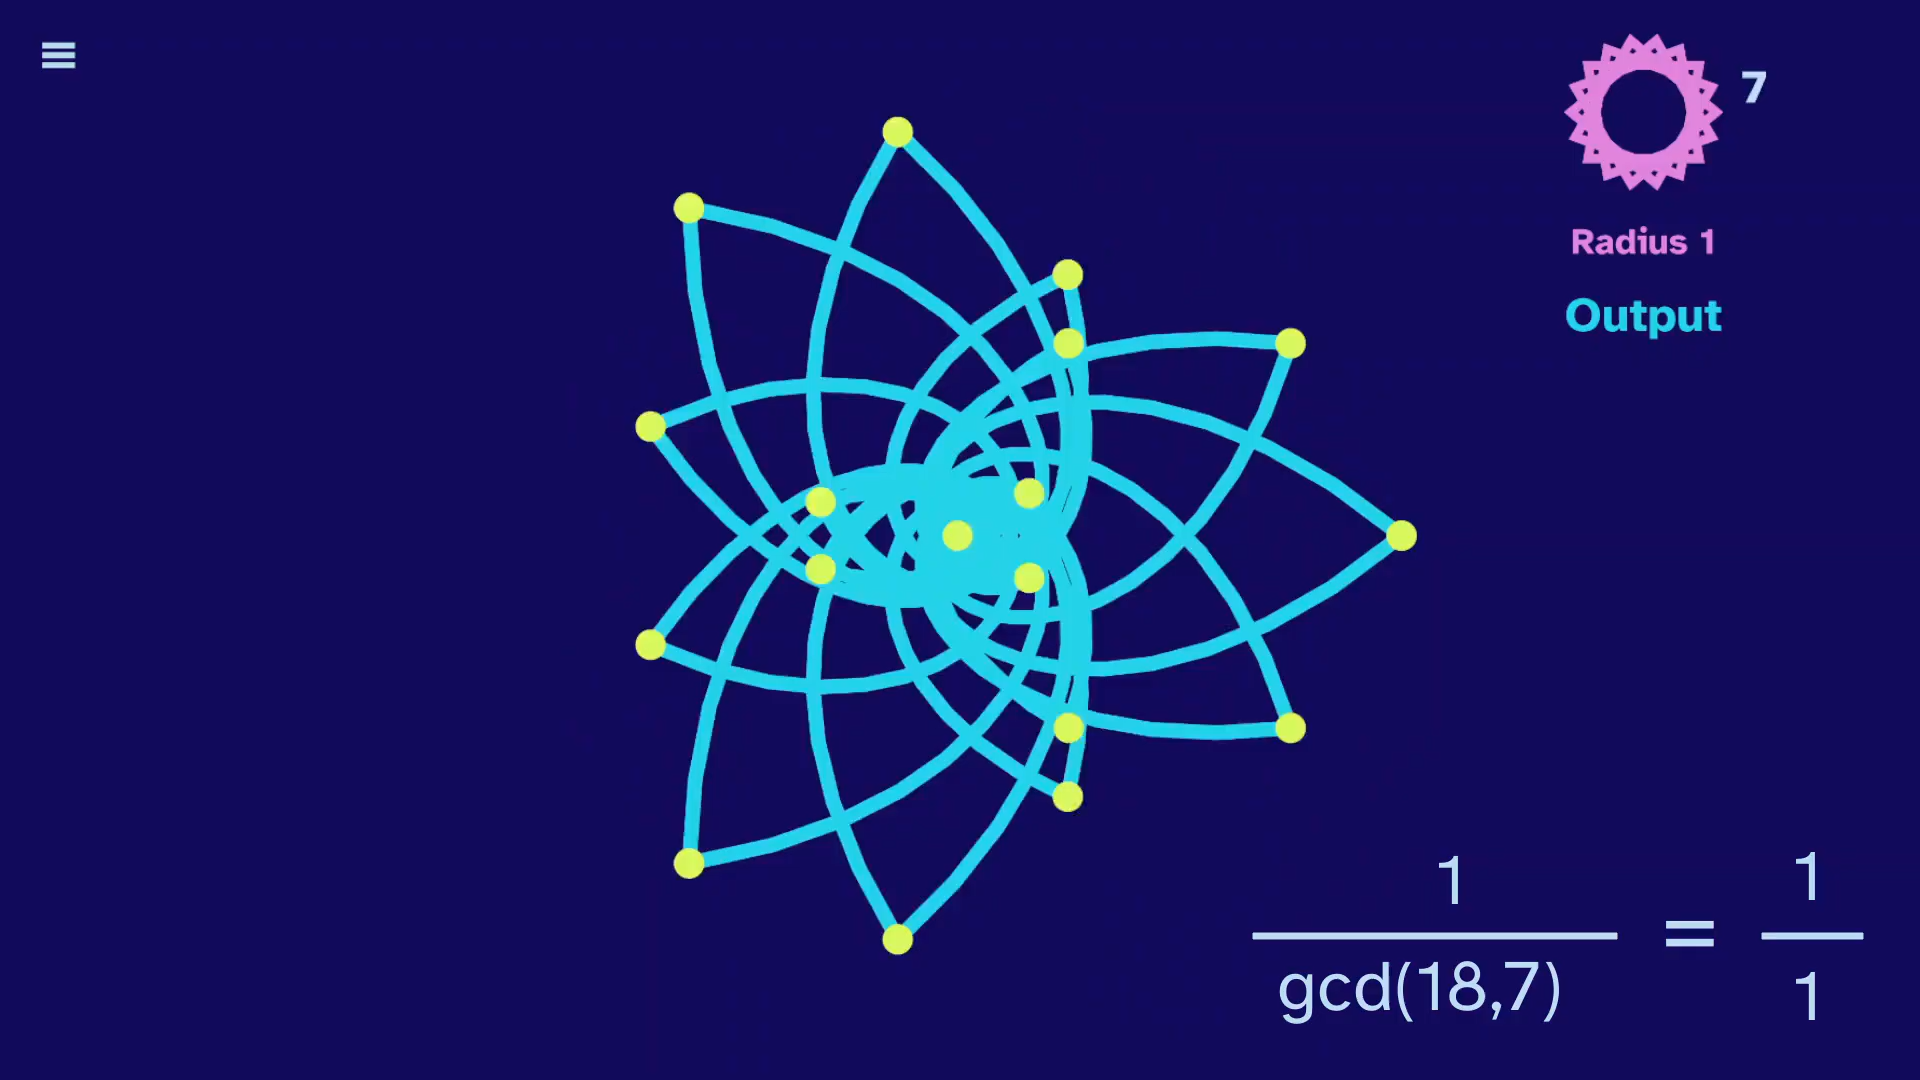 7
Radius 1
Output
1
gcd(18,7)
=
1
1